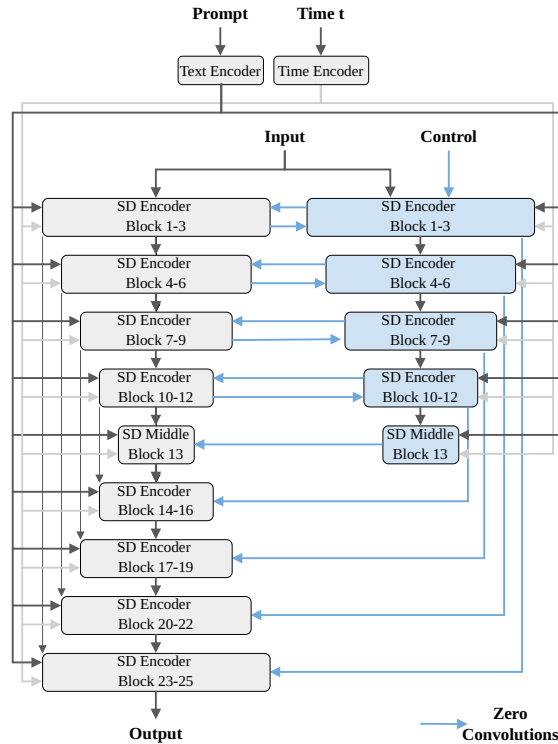 Prompt
Time t
Text Encoder
Time Encoder
Input
Control
SD Encoder
Block 1-3
SD Encoder
Block 1-3
SD Encoder
Block 4-6
SD Encoder
Block 4-6
SD Encoder
Block 7-9
SD Encoder
Block 7-9
SD Encoder
Block 10-12
SD Encoder
Block 10-12
SD Middle
Block 13
SD Middle
Block 13
SD Encoder
Block 14-16
SD Encoder
Block 17-19
SD Encoder
Block 20-22
SD Encoder
Block 23-25
Output
Zero
Convolutions